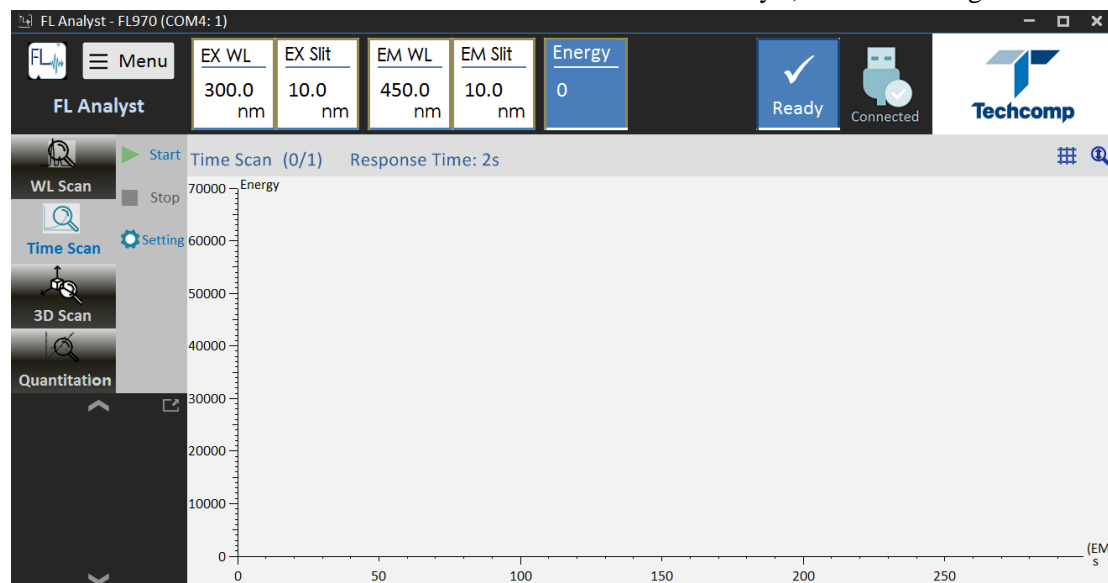 FL Analyst - FL970 (COM4: 1)
FL
Menu
FL Analyst
EX WL
300.0
nm
EX Slit
10.0
nm
EM WL
450.0
nm
EM Slit
10.0
nm
Energy
0
Ready
Connected
Techcomp
WL Scan
Time Scan
3D Scan
Quantitation
Start
Stop
Setting
Time Scan (0/1) Response Time: 2s
Energy
70000
60000
50000
40000
30000
20000
10000
0
0 50 100 150 200 250
(EM
s